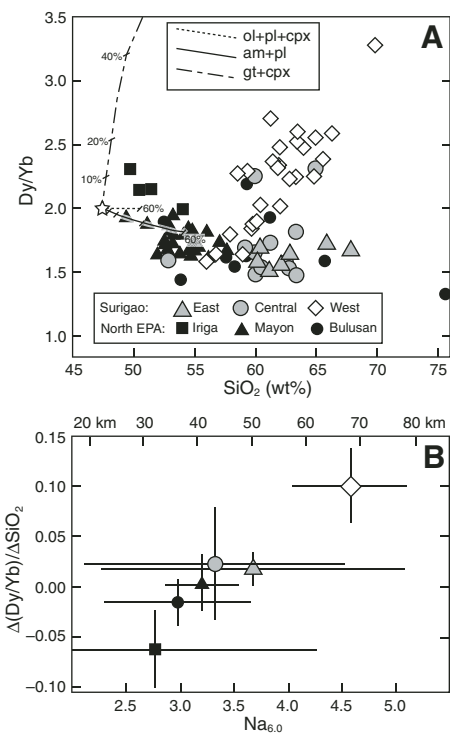 3.5
3.0
2.5
2.0
1.5
1.0
Dy/Yb
A
ol+pl+cpx
am+pl
gt+cpx
40%
20%
10%
60%
60%
Surigao: East Central West
North EPA: Iriga Mayon Bulusan
45 50 55 60 65 70 75
SiO₂ (wt%)
20 km 30 40 50 60 70 80 km
B
0.15
0.10
0.05
0.00
–0.05
–0.10
Δ(Dy/Yb)/ΔSiO₂
2.5 3.0 3.5 4.0 4.5 5.0
Na₆.₀